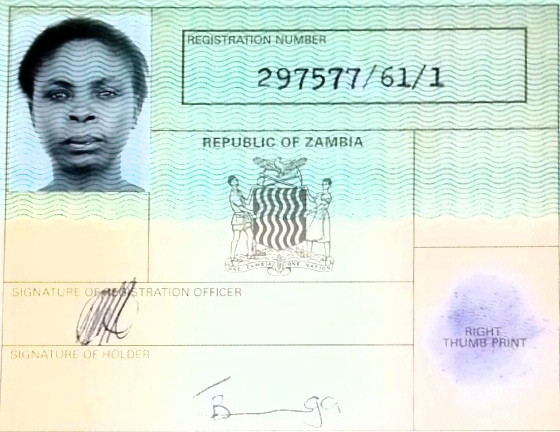 REGISTRATION NUMBER
297577/61/1
REPUBLIC OF ZAMBIA
ONE ZAMBIA ONE NATION
SIGNATURE OF REGISTRATION OFFICER
SIGNATURE OF HOLDER
RIGHT
THUMB PRINT